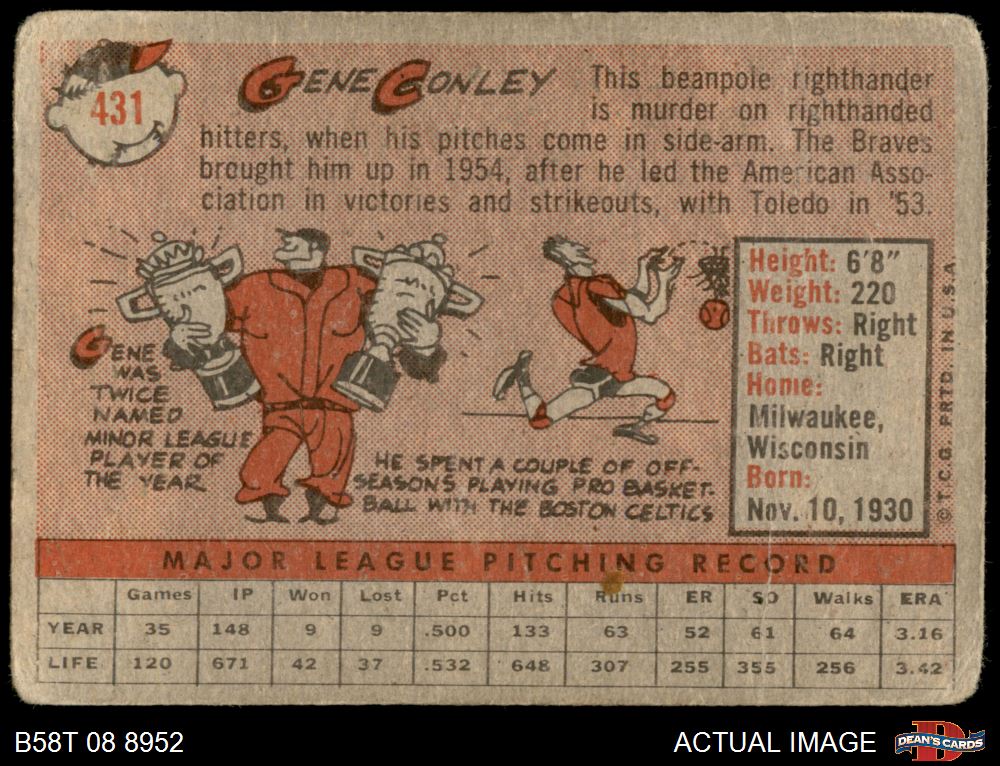 431
GENE CONLEY
This beanpole righthander
is murder on righthanded
hitters, when his pitches come in side-arm. The Braves
brought him up in 1954, after he led the American Asso-
ciation in victories and strikeouts, with Toledo in '53.
GENE
WAS
TWICE
NAMED
MINOR LEAGUE
PLAYER OF
THE YEAR
HE SPENT A COUPLE OF OFF-
SEASONS PLAYING PRO BASKET-
BALL WITH THE BOSTON CELTICS
Height: 6'8"
Weight: 220
Throws: Right
Bats: Right
Home:
Milwaukee,
Wisconsin
Born:
Nov. 10, 1930
© T.C.G. PRTD. IN U.S.A.
MAJOR LEAGUE PITCHING RECORD
Games IP Won Lost Pct Hits Runs ER SO Walks ERA
YEAR 35 148 9 9 .500 133 63 52 61 64 3.16
LIFE 120 671 42 37 .532 648 307 255 355 256 3.42
B58T 08 8952
ACTUAL IMAGE
DEAN'S CARDS